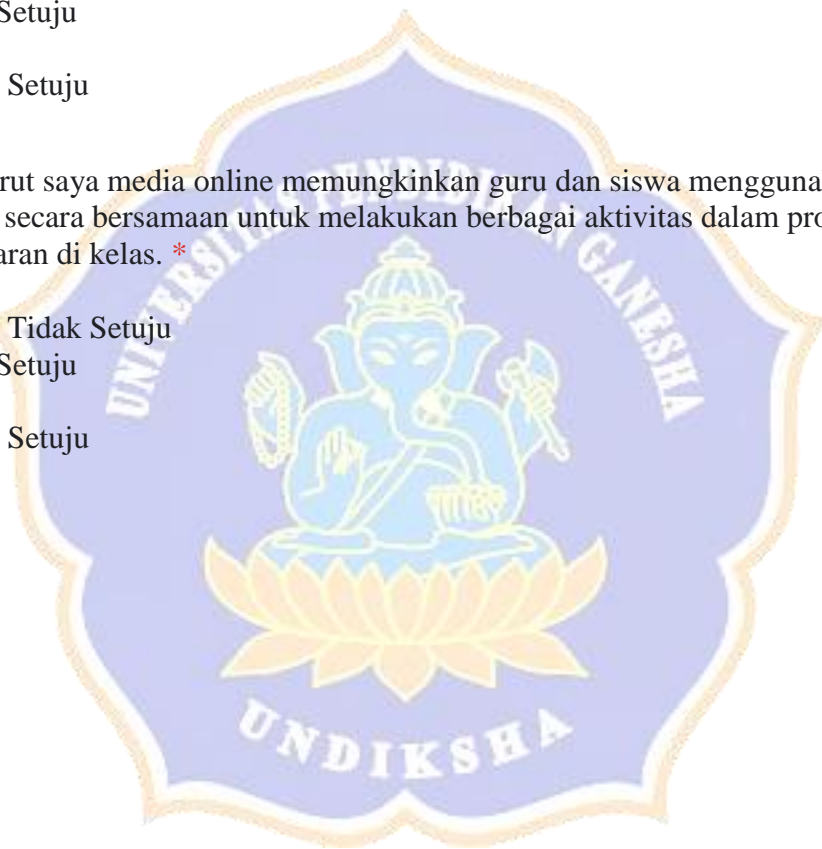 Setuju
Setuju
rut saya media online memungkinkan guru dan siswa mengguna
secara bersamaan untuk melakukan berbagai aktivitas dalam pro
aran di kelas. *
Tidak Setuju
Setuju
Setuju
UNIVERSITAS PENDIDIKAN GANESHA
UNDIKSHA